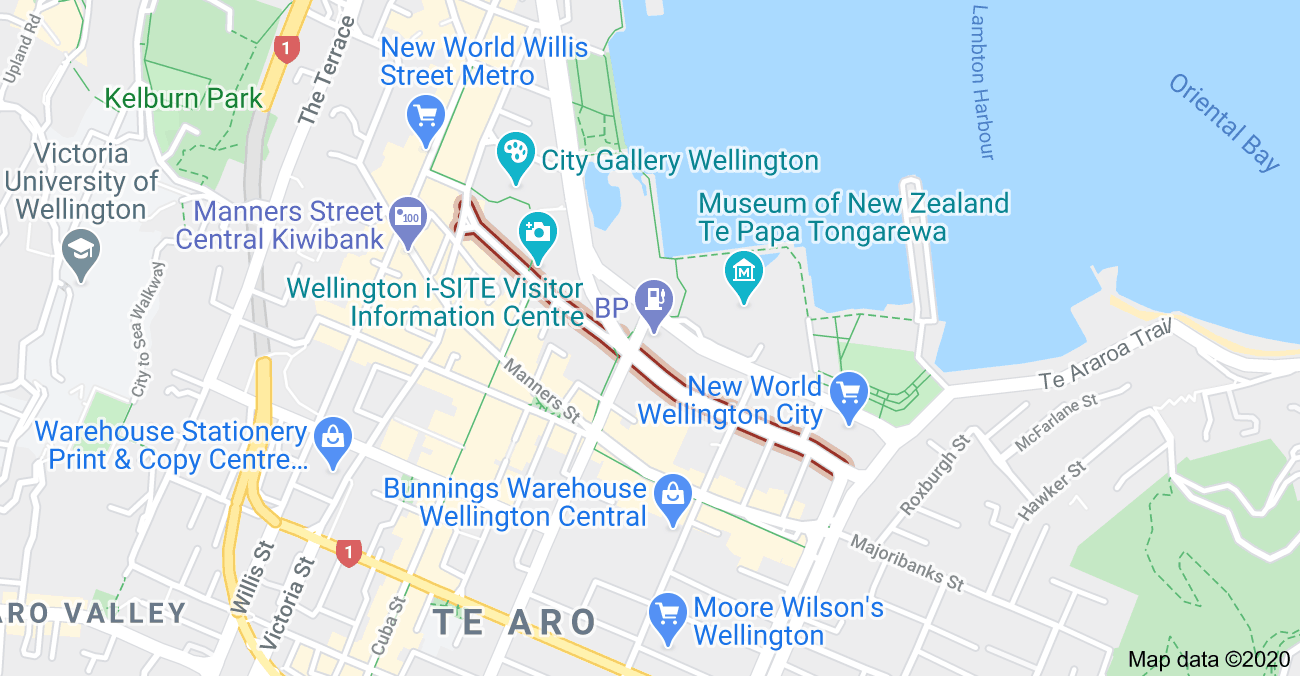 Upland Rd
1
The Terrace
New World Willis
Street Metro
Lambton Harbour
Oriental Bay
Kelburn Park
Victoria
University of
Wellington
City Gallery Wellington
Manners Street
Central Kiwibank
100
Museum of New Zealand
Te Papa Tongarewa
M
City to Sea Walkway
Wellington i-SITE Visitor
Information Centre
BP
Te Araroa Trail
Manners St
New World
Wellington City
McFarlane St
Warehouse Stationery
Print & Copy Centre...
Roxburgh St
Hawker St
Bunnings Warehouse
Wellington Central
1
Majoribanks St
Willis St
Victoria St
Cuba St
ARO VALLEY
TE ARO
Moore Wilson's
Wellington
Map data ©2020